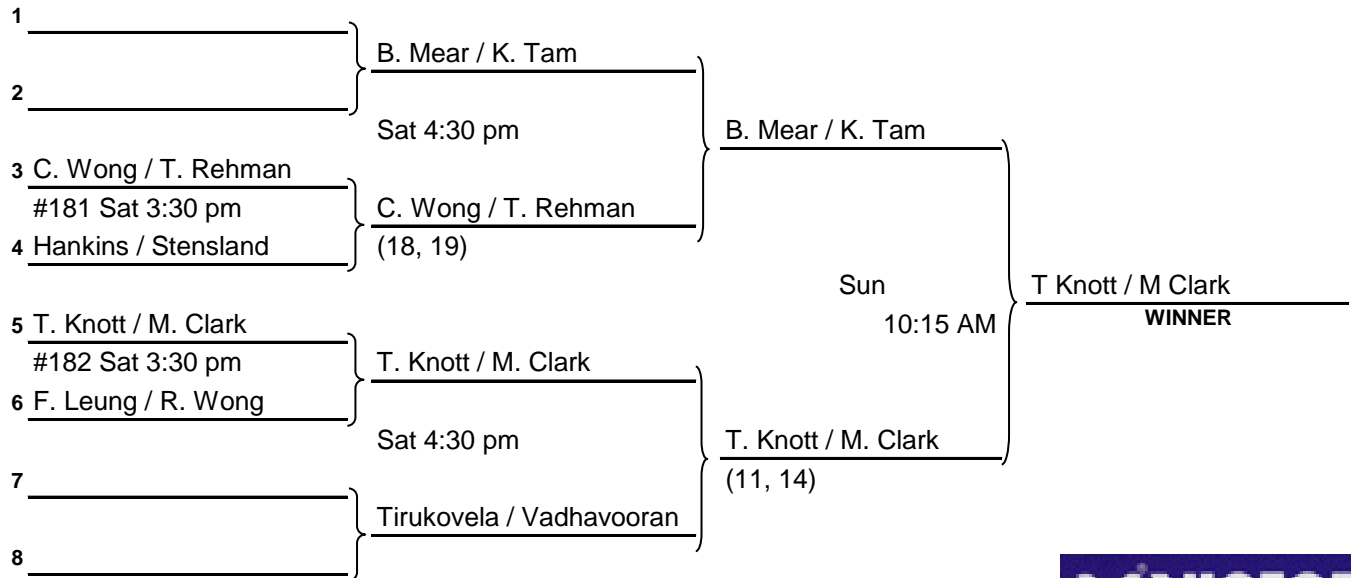 1
B. Mear / K. Tam
2
Sat 4:30 pm
B. Mear / K. Tam
3 C. Wong / T. Rehman
#181 Sat 3:30 pm
C. Wong / T. Rehman
4 Hankins / Stensland
(18, 19)
Sun
10:15 AM
T Knott / M Clark
WINNER
5 T. Knott / M. Clark
#182 Sat 3:30 pm
T. Knott / M. Clark
6 F. Leung / R. Wong
Sat 4:30 pm
T. Knott / M. Clark
(11, 14)
7
Tirukovela / Vadhavooran
8